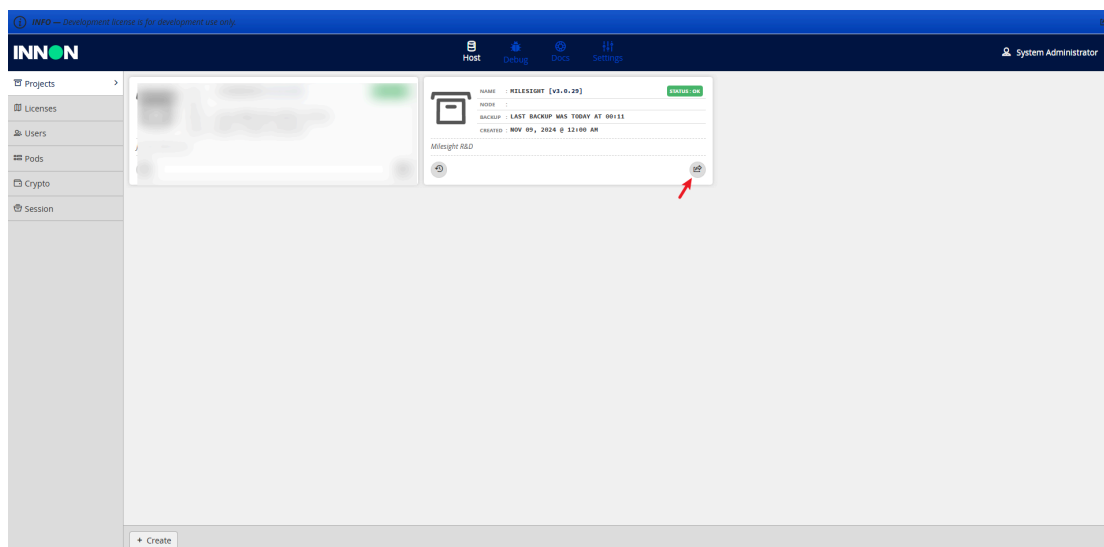 INFO — Development license is for development use only.
INNON
Host
Debug
Docs
Settings
System Administrator
Projects
Licenses
Users
Pods
Crypto
Session
NAME : MILESIGHT [v3.0.29]
STATUS: OK
NODE :
BACKUP : LAST BACKUP WAS TODAY AT 00:11
CREATED : NOV 09, 2024 @ 12:00 AM
Milesight R&D
+ Create